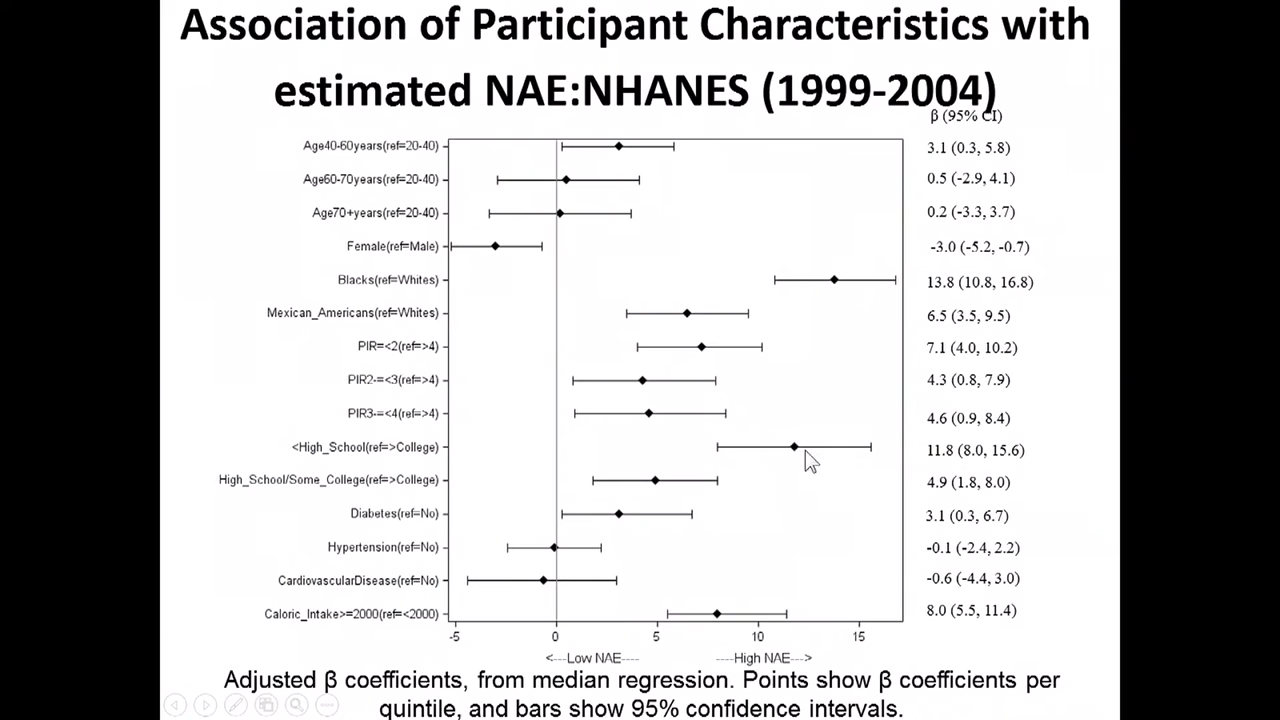 Association of Participant Characteristics with
estimated NAE:NHANES (1999-2004)
β (95% CI)
Age40-60years(ref=20-40) 3.1 (0.3, 5.8)
Age60-70years(ref=20-40) 0.5 (-2.9, 4.1)
Age70+years(ref=20-40) 0.2 (-3.3, 3.7)
Female(ref=Male) -3.0 (-5.2, -0.7)
Blacks(ref=Whites) 13.8 (10.8, 16.8)
Mexican_Americans(ref=Whites) 6.5 (3.5, 9.5)
PIR=<2(ref=>4) 7.1 (4.0, 10.2)
PIR2-=<3(ref=>4) 4.3 (0.8, 7.9)
PIR3-=<4(ref=>4) 4.6 (0.9, 8.4)
<High_School(ref=>College) 11.8 (8.0, 15.6)
High_School/Some_College(ref=>College) 4.9 (1.8, 8.0)
Diabetes(ref=No) 3.1 (0.3, 6.7)
Hypertension(ref=No) -0.1 (-2.4, 2.2)
CardiovascularDisease(ref=No) -0.6 (-4.4, 3.0)
Caloric_Intake>=2000(ref=<2000) 8.0 (5.5, 11.4)
-5 0 5 10 15
<---Low NAE---- ----High NAE--->
Adjusted β coefficients, from median regression. Points show β coefficients per
quintile, and bars show 95% confidence intervals.